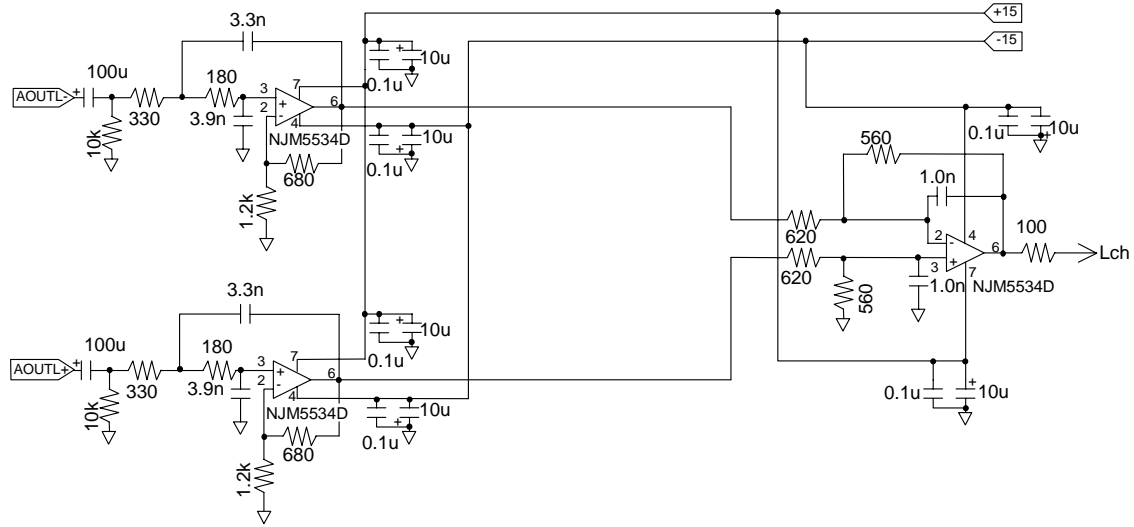 +15
-15
3.3n
+
10u
0.1u
100u
AOUTL-
+
330
180
3.9n
10k
3
2
+
-
7
4
6
NJM5534D
680
1.2k
+
10u
0.1u
560
1.0n
0.1u
+
10u
620
620
2
3
-
+
4
7
6
100
Lch
560
1.0n
NJM5534D
3.3n
+
10u
0.1u
100u
AOUTL+
+
330
180
3.9n
10k
3
2
+
-
7
4
6
NJM5534D
680
1.2k
+
10u
0.1u
0.1u
+
10u